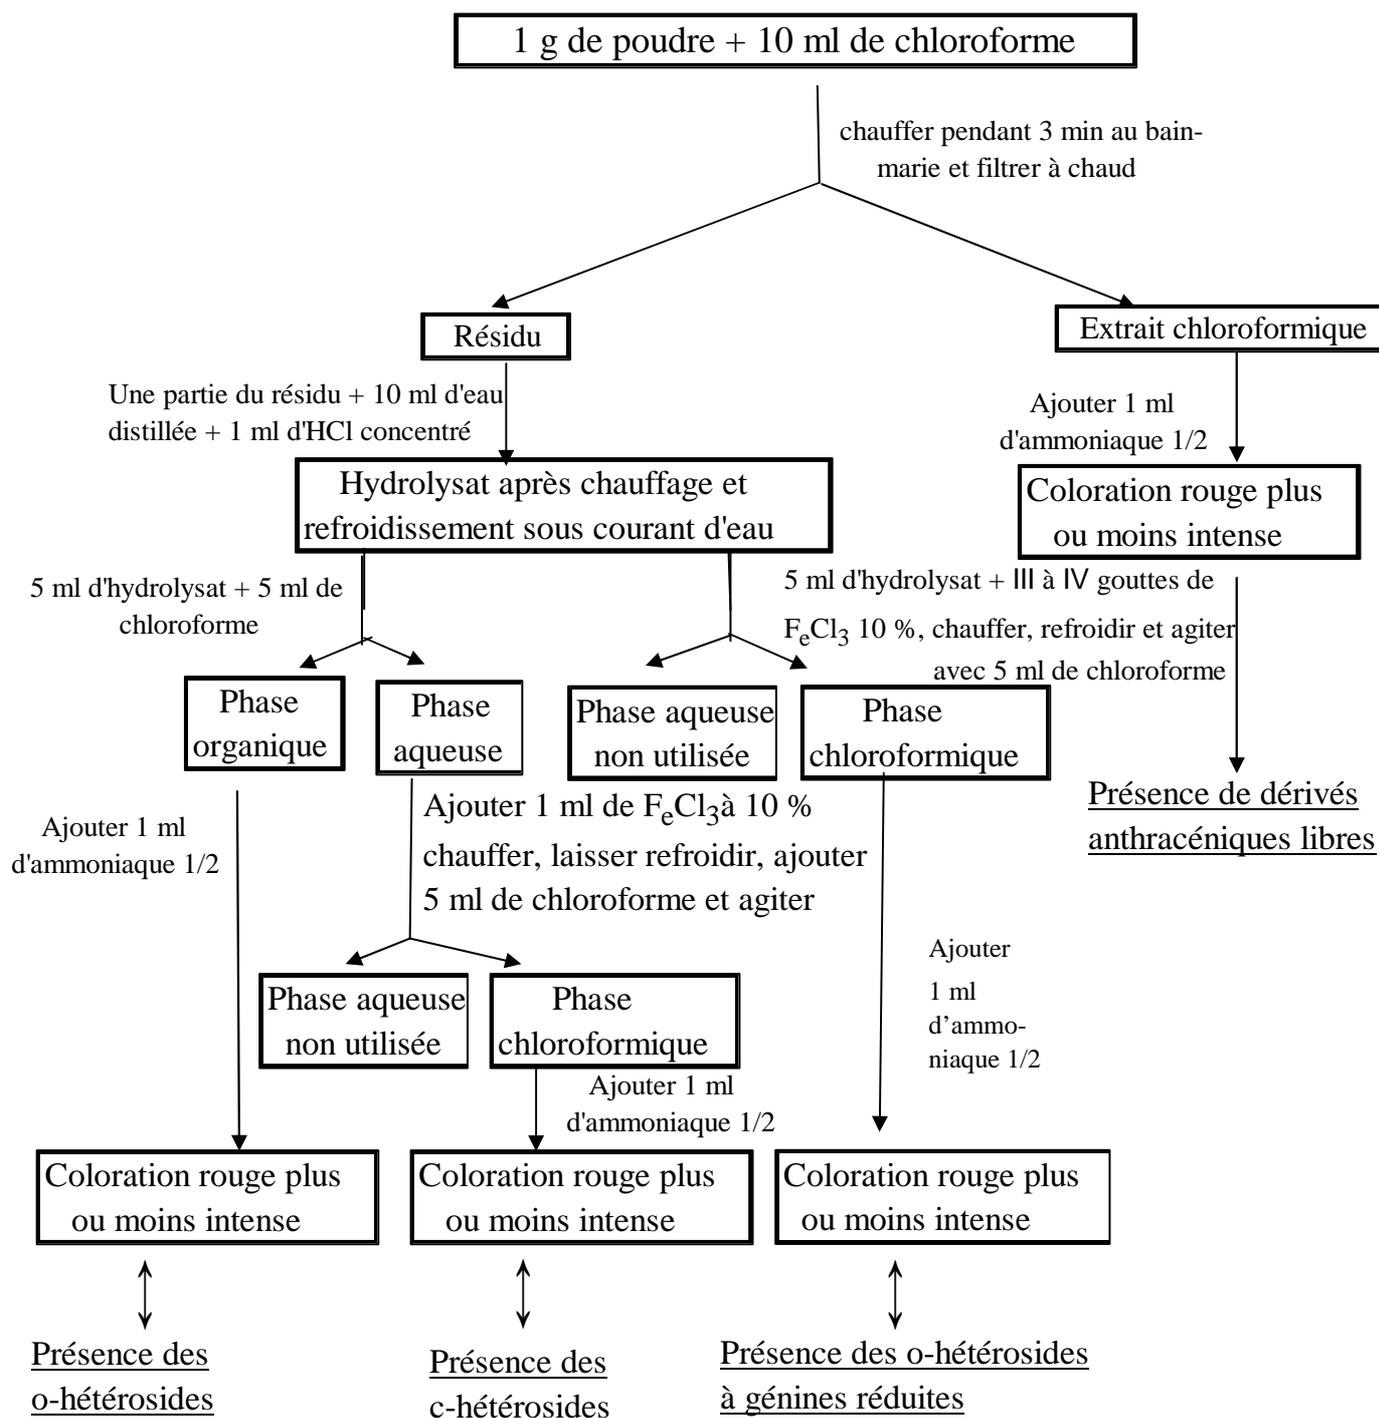 1 g de poudre + 10 ml de chloroforme
chauffer pendant 3 min au bain-
marie et filtrer à chaud
Résidu
Extrait chloroformique
Une partie du résidu + 10 ml d'eau
distillée + 1 ml d'HCl concentré
Ajouter 1 ml
d'ammoniaque 1/2
Hydrolysat après chauffage et
refroidissement sous courant d'eau
Coloration rouge plus
ou moins intense
5 ml d'hydrolysat + 5 ml de
chloroforme
5 ml d'hydrolysat + III à IV gouttes de
FeCl3 10 %, chauffer, refroidir et agiter
avec 5 ml de chloroforme
Phase
organique
Phase
aqueuse
Phase aqueuse
non utilisée
Phase
chloroformique
Présence de dérivés
anthracéniques libres
Ajouter 1 ml
d'ammoniaque 1/2
Ajouter 1 ml de FeCl3à 10 %
chauffer, laisser refroidir, ajouter
5 ml de chloroforme et agiter
Ajouter
1 ml
d’ammo-
niaque 1/2
Phase aqueuse
non utilisée
Phase
chloroformique
Ajouter 1 ml
d'ammoniaque 1/2
Coloration rouge plus
ou moins intense
Coloration rouge plus
ou moins intense
Coloration rouge plus
ou moins intense
Présence des
o-hétérosides
Présence des
c-hétérosides
Présence des o-hétérosides
à génines réduites